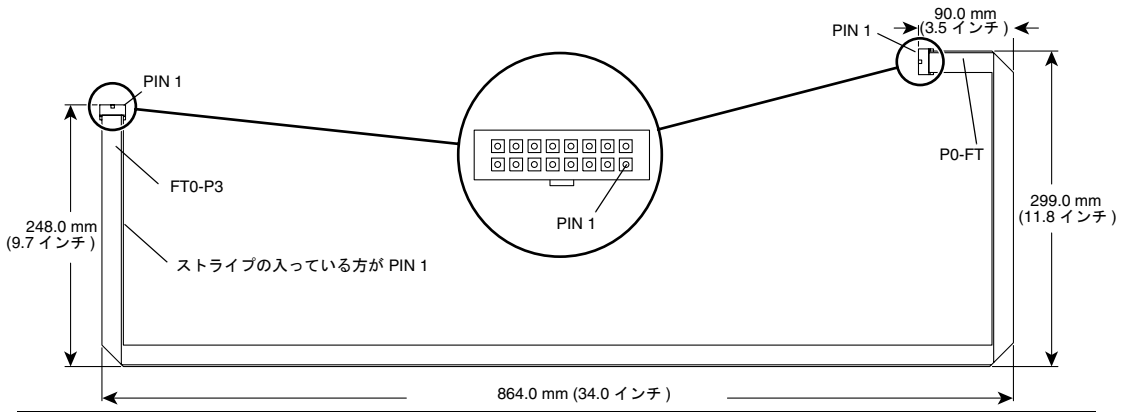 90.0 mm
(3.5 インチ )
PIN 1
PIN 1
P0-FT
FT0-P3
PIN 1
248.0 mm
(9.7 インチ )
299.0 mm
(11.8 インチ )
ストライプの入っている方が PIN 1
864.0 mm (34.0 インチ )